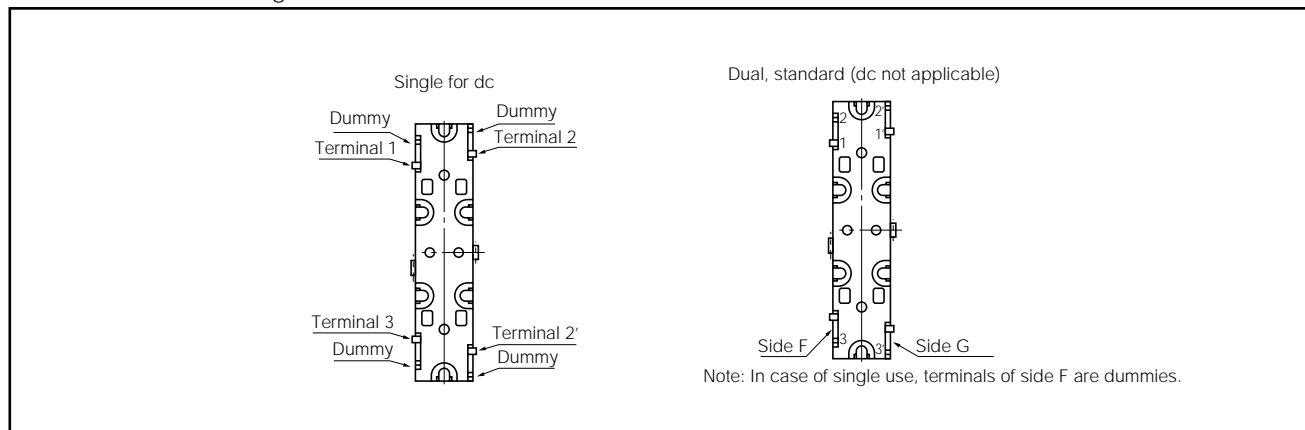 Single for dc
Dummy
Dummy
Terminal 1
Terminal 2
Terminal 3
Terminal 2′
Dummy
Dummy
Dual, standard (dc not applicable)
2
2′
1
1′
Side F
3
3′
Side G
Note: In case of single use, terminals of side F are dummies.